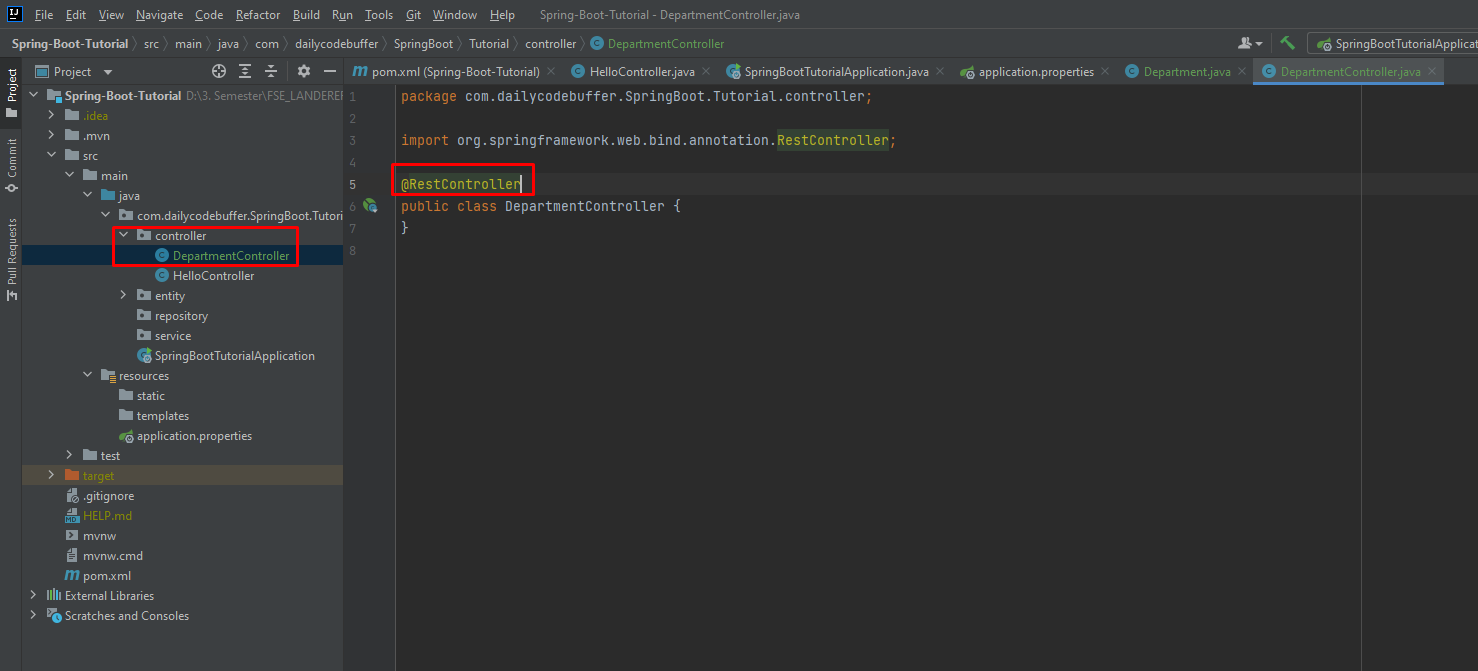 IJ File Edit View Navigate Code Refactor Build Run Tools Git Window Help Spring-Boot-Tutorial - DepartmentController.java
Spring-Boot-Tutorial src main java com dailycodebuffer SpringBoot Tutorial controller DepartmentController SpringBootTutorialApplicat
Project
Commit
Pull Requests
Project
pom.xml (Spring-Boot-Tutorial) HelloController.java SpringBootTutorialApplication.java application.properties Department.java DepartmentController.java
Spring-Boot-Tutorial D:\3. Semester\FSE_LANDERER
.idea
.mvn
src
main
java
com.dailycodebuffer.SpringBoot.Tutori
controller
DepartmentController
HelloController
entity
repository
service
SpringBootTutorialApplication
resources
static
templates
application.properties
test
target
.gitignore
HELP.md
mvnw
mvnw.cmd
pom.xml
External Libraries
Scratches and Consoles
1 package com.dailycodebuffer.SpringBoot.Tutorial.controller;
2
3 import org.springframework.web.bind.annotation.RestController;
4
5 @RestController
6 public class DepartmentController {
7 }
8